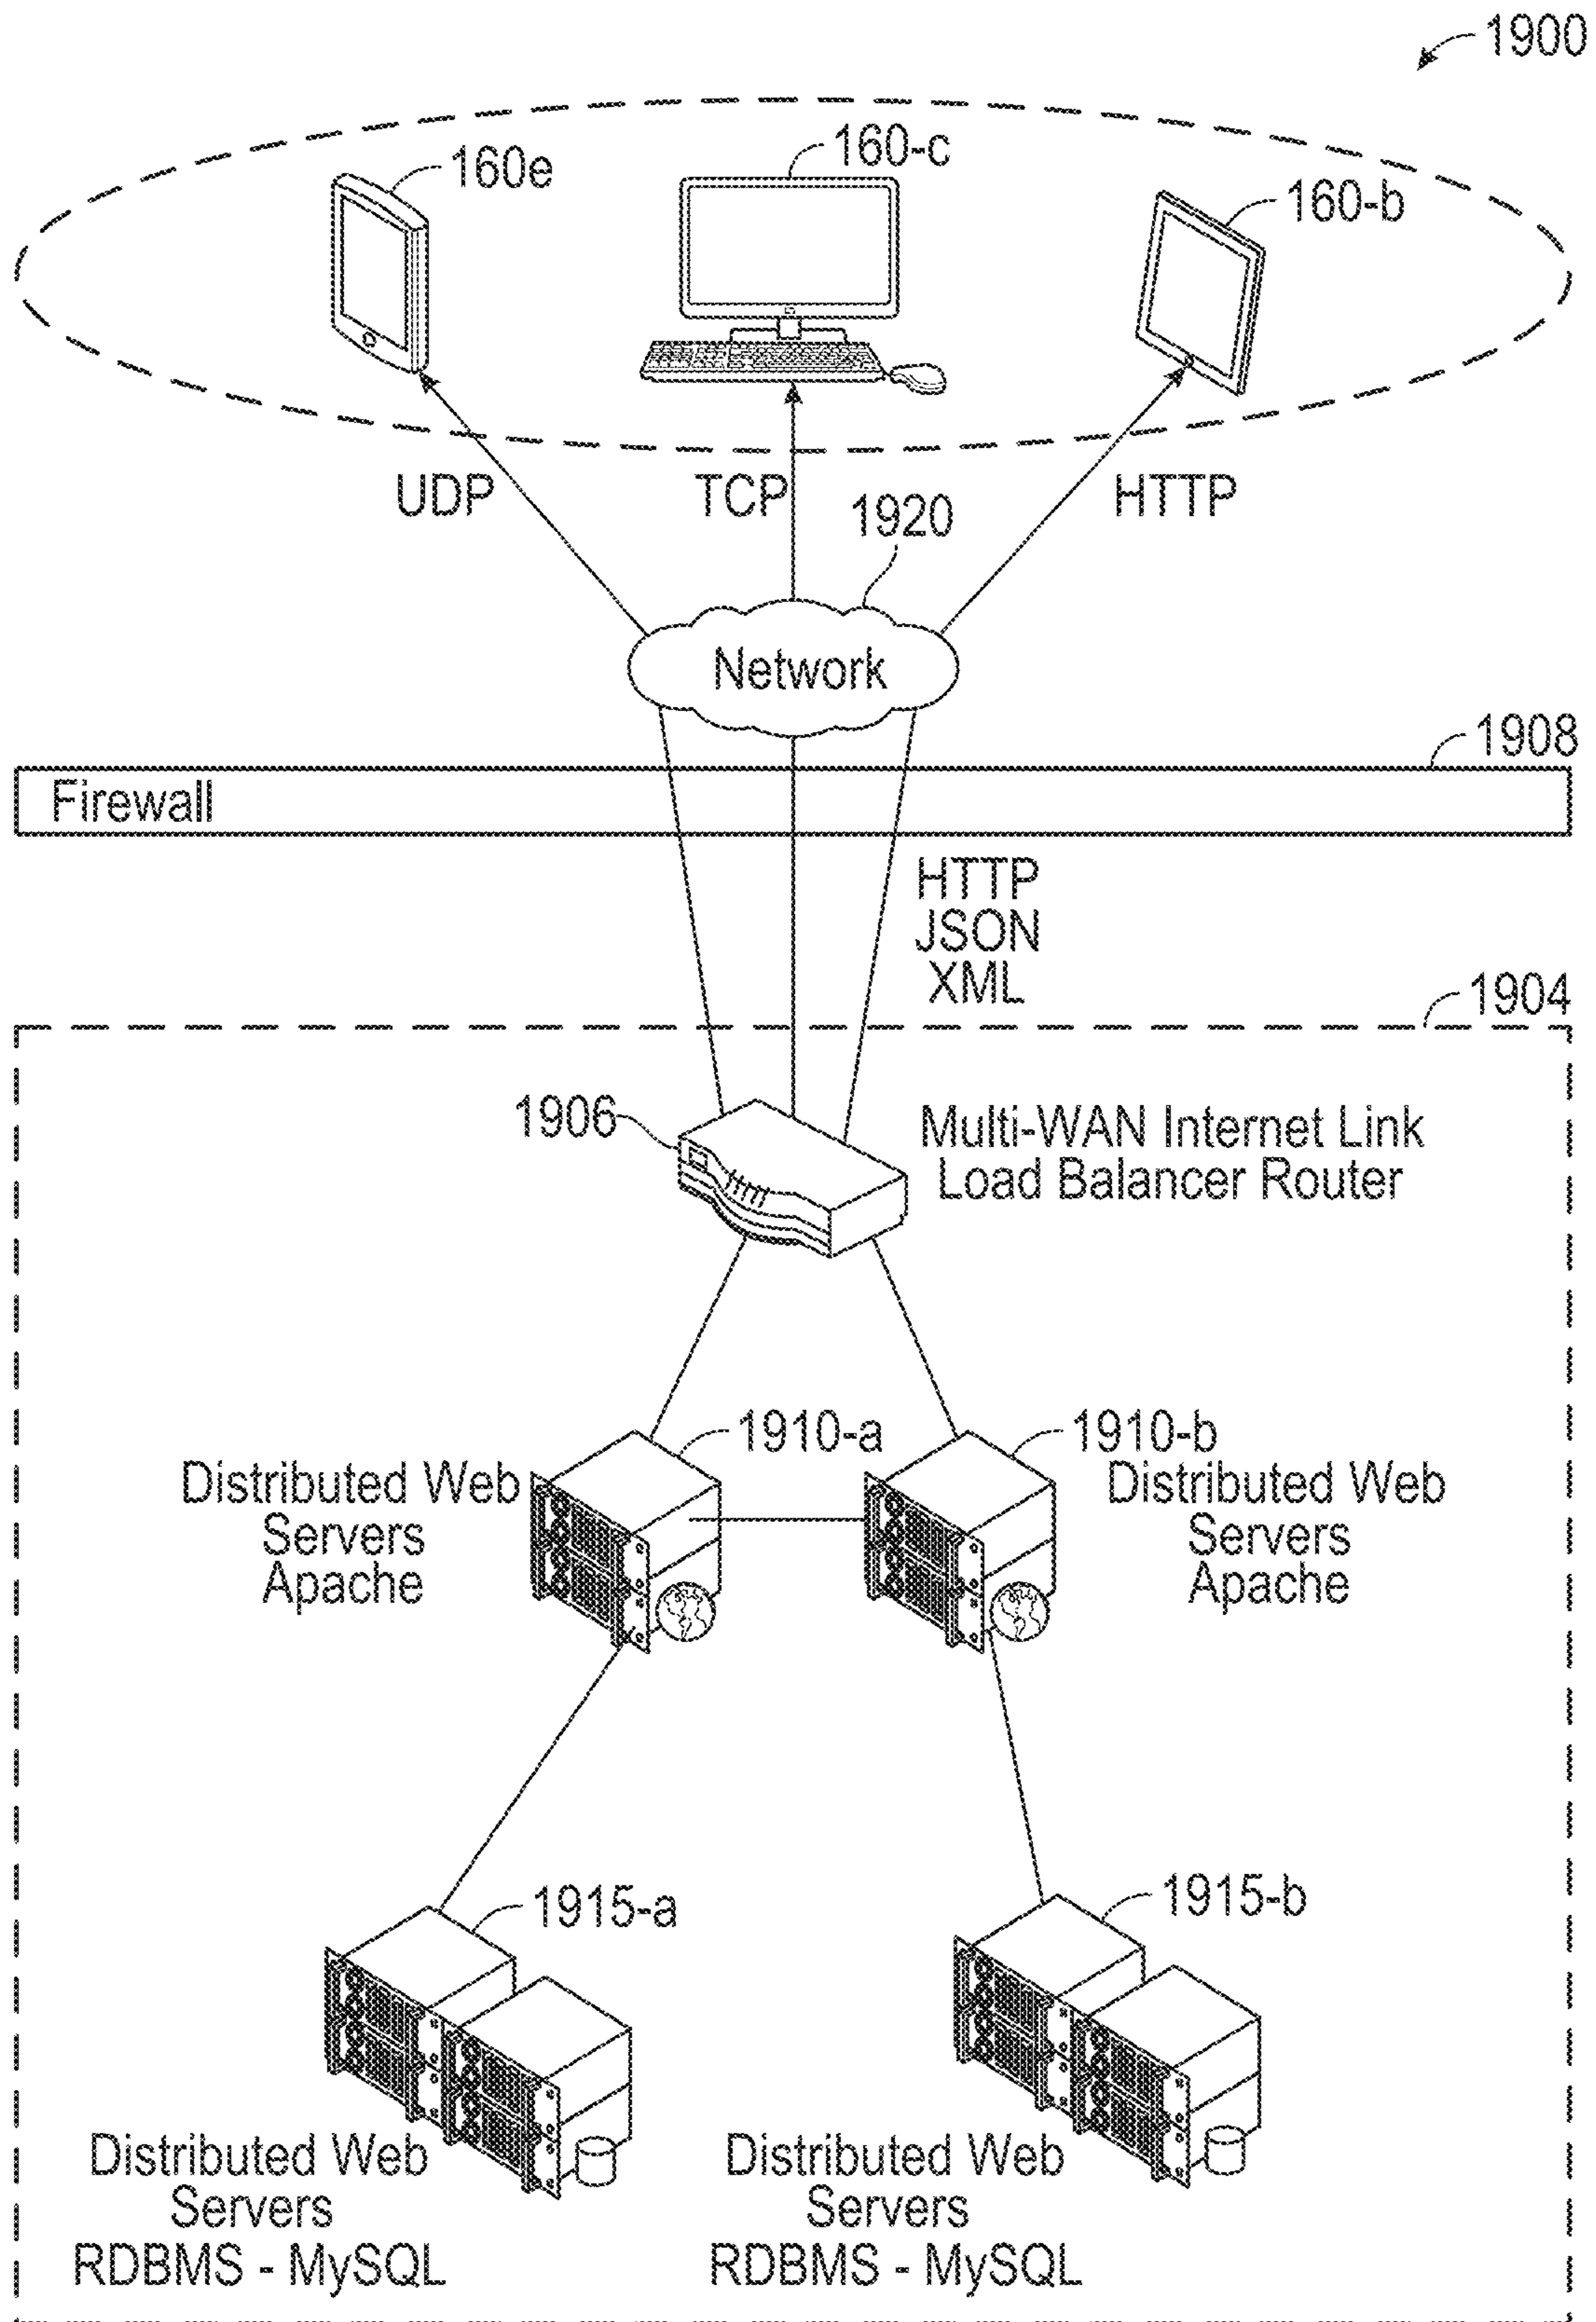 1900
160e
160-c
160-b
UDP
TCP
HTTP
1920
Network
1908
Firewall
HTTP
JSON
XML
1904
1906
Multi-WAN Internet Link
Load Balancer Router
1910-a
1910-b
Distributed Web
Servers
Apache
Distributed Web
Servers
Apache
1915-a
1915-b
Distributed Web
Servers
RDBMS - MySQL
Distributed Web
Servers
RDBMS - MySQL